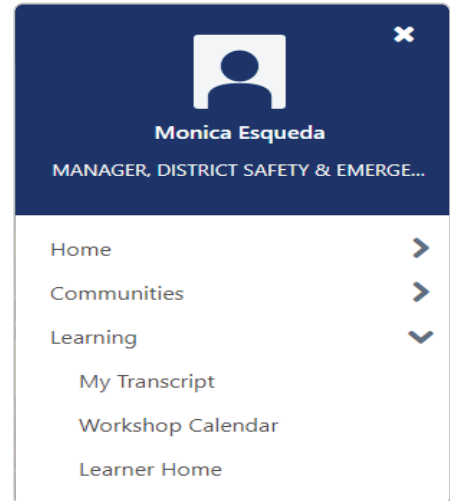 Monica Esqueda
MANAGER, DISTRICT SAFETY & EMERGE...
Home
Communities
Learning
My Transcript
Workshop Calendar
Learner Home